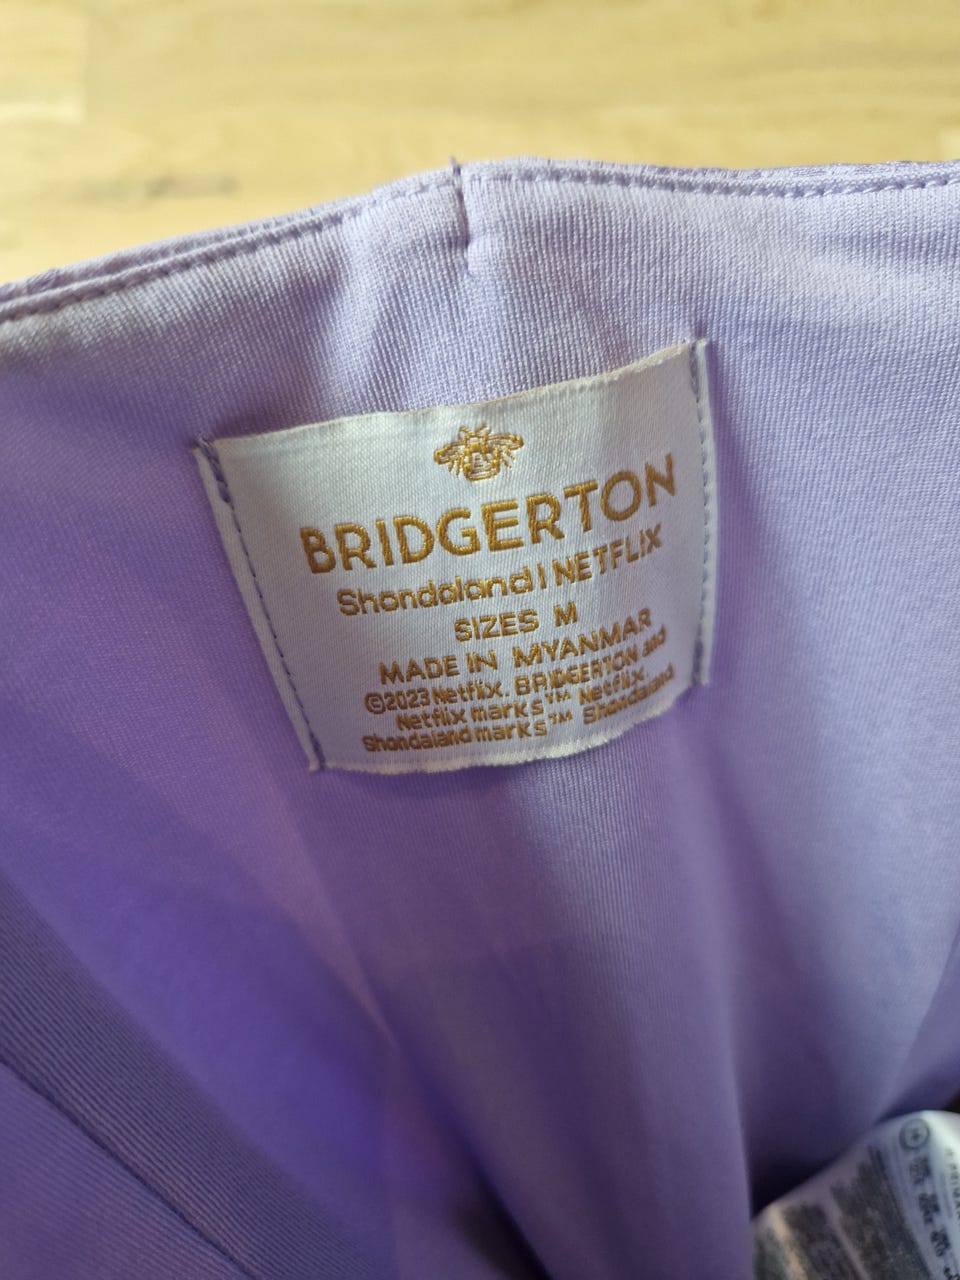 BRIDGERTON
Shondaland | NETFLIX
SIZES M
MADE IN MYANMAR
©2023 Netflix. BRIDGERTON and
Netflix marks™ Netflix.
Shondaland marks™ Shondaland